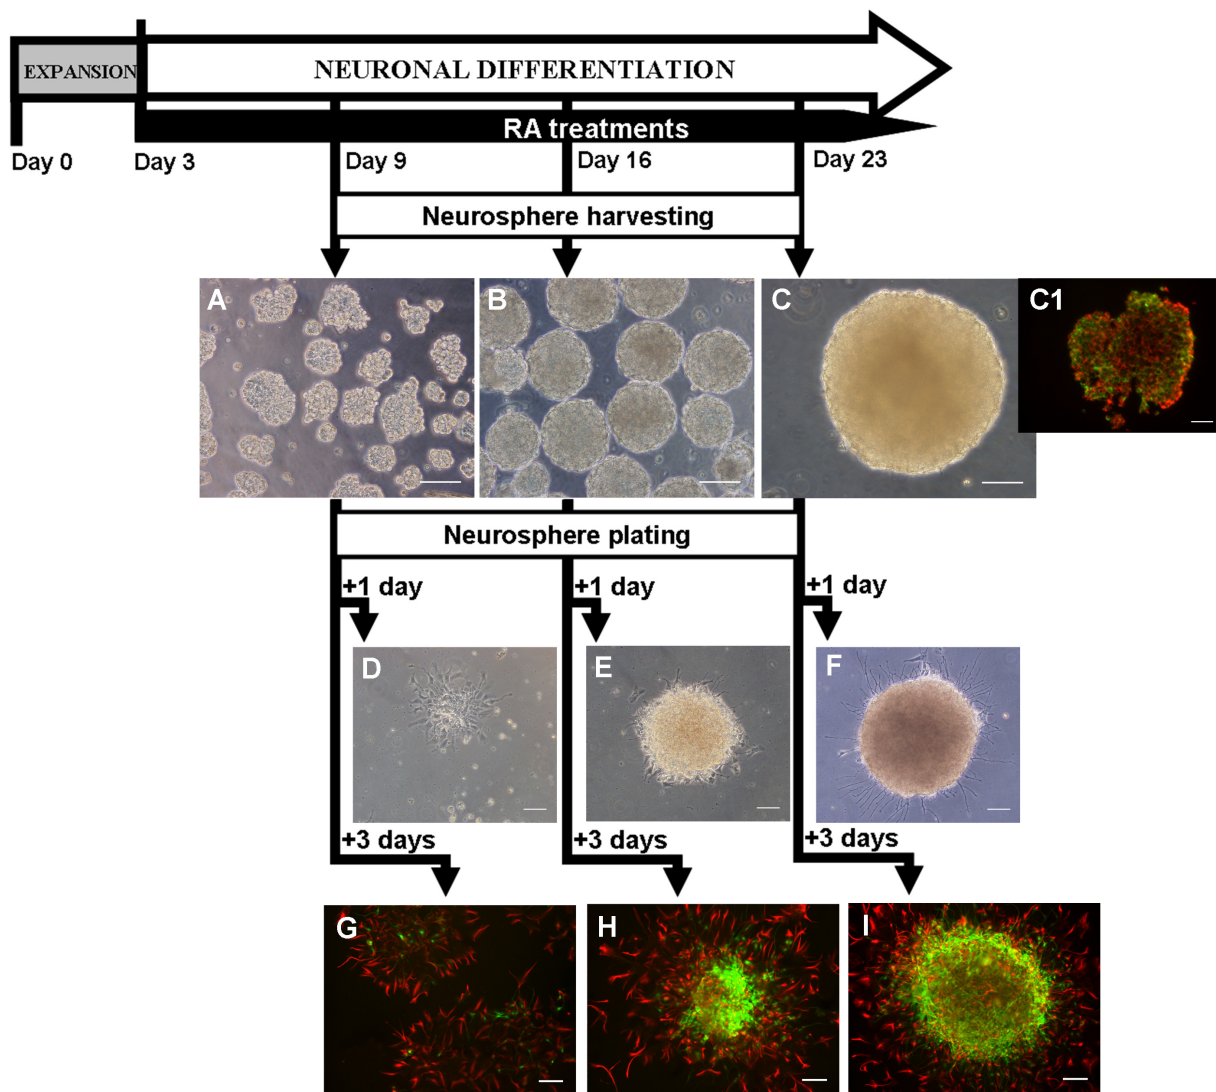 EXPANSION
NEURONAL DIFFERENTIATION
RA treatments
Day 0
Day 3
Day 9
Day 16
Day 23
Neurosphere harvesting
A
B
C
C1
Neurosphere plating
+1 day
+1 day
+1 day
D
E
F
+3 days
+3 days
+3 days
G
H
I